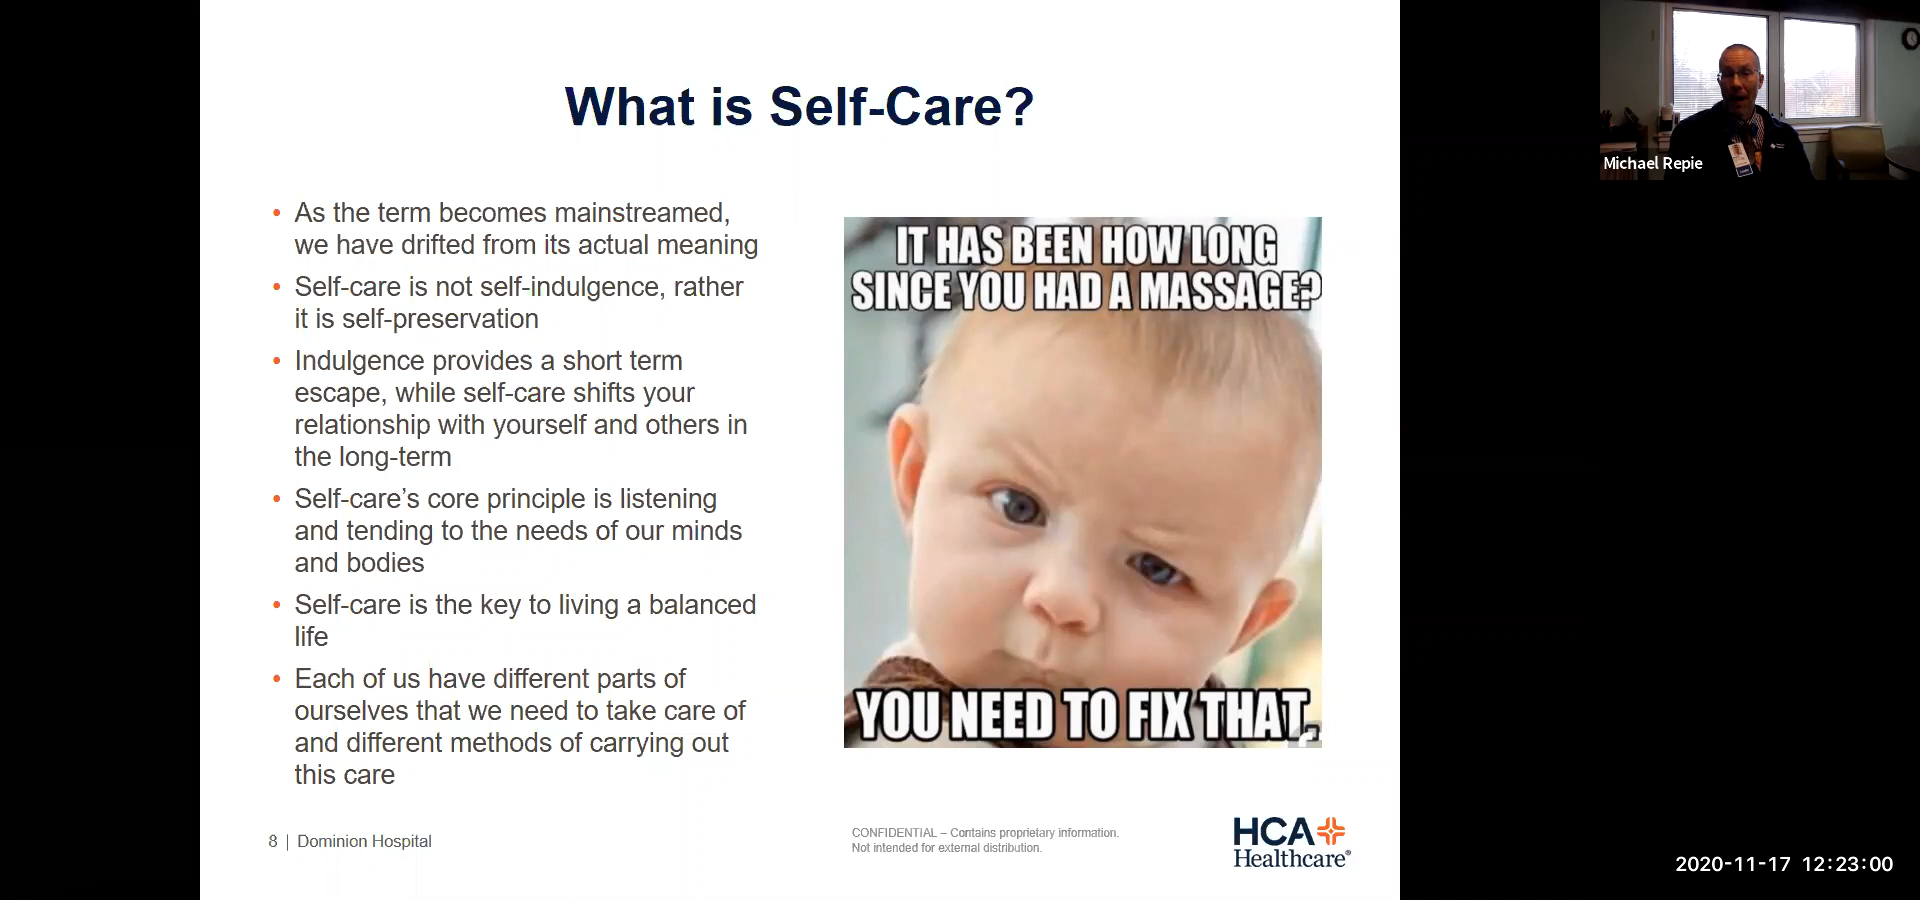 What is Self-Care?
• As the term becomes mainstreamed,
we have drifted from its actual meaning
• Self-care is not self-indulgence, rather
it is self-preservation
• Indulgence provides a short term
escape, while self-care shifts your
relationship with yourself and others in
the long-term
• Self-care’s core principle is listening
and tending to the needs of our minds
and bodies
• Self-care is the key to living a balanced
life
• Each of us have different parts of
ourselves that we need to take care of
and different methods of carrying out
this care
IT HAS BEEN HOW LONG
SINCE YOU HAD A MASSAGE?
YOU NEED TO FIX THAT.
8 | Dominion Hospital
CONFIDENTIAL – Contains proprietary information.
Not intended for external distribution.
HCA
Healthcare®
Michael Repie
2020-11-17 12:23:00